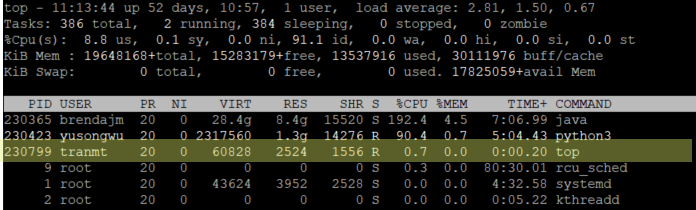 top - 11:13:44 up 52 days, 10:57,  1 user,  load average: 2.81, 1.50, 0.67
Tasks: 386 total,   2 running, 384 sleeping,   0 stopped,   0 zombie
%Cpu(s):  8.8 us,  0.1 sy,  0.0 ni, 91.1 id,  0.0 wa,  0.0 hi,  0.0 si,  0.0 st
KiB Mem : 19648168+total, 15283179+free, 13537916 used, 30111976 buff/cache
KiB Swap:        0 total,        0 free,        0 used. 17825059+avail Mem
PID USER PR NI VIRT RES SHR S %CPU %MEM TIME+ COMMAND
230365 brendajm 20 0 28.4g 8.4g 15520 S 192.4 4.5 7:06.99 java
230423 yusongwu 20 0 2317560 1.3g 14276 R 90.4 0.7 5:04.43 python3
230799 tranmt 20 0 60828 2524 1556 R 0.7 0.0 0:00.20 top
9 root 20 0 0 0 0 S 0.3 0.0 80:30.01 rcu_sched
1 root 20 0 43624 3952 2528 S 0.0 0.0 4:32.58 systemd
2 root 20 0 0 0 0 S 0.0 0.0 0:05.22 kthreadd